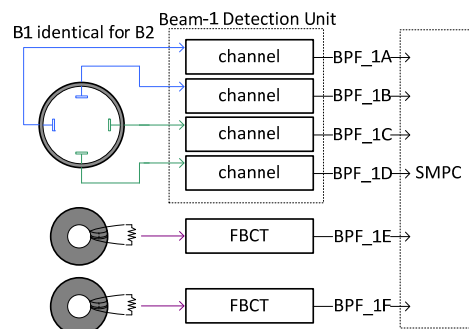 B1 identical for B2
Beam-1 Detection Unit
channel
BPF_1A
channel
BPF_1B
channel
BPF_1C
channel
BPF_1D
SMPC
FBCT
BPF_1E
FBCT
BPF_1F